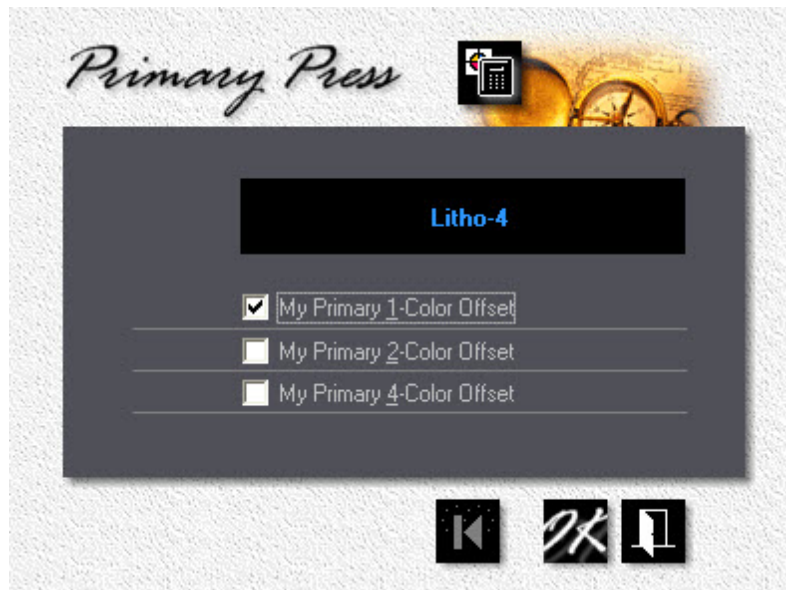 Primary Press
Litho-4
My Primary 1-Color Offset
My Primary 2-Color Offset
My Primary 4-Color Offset
OK